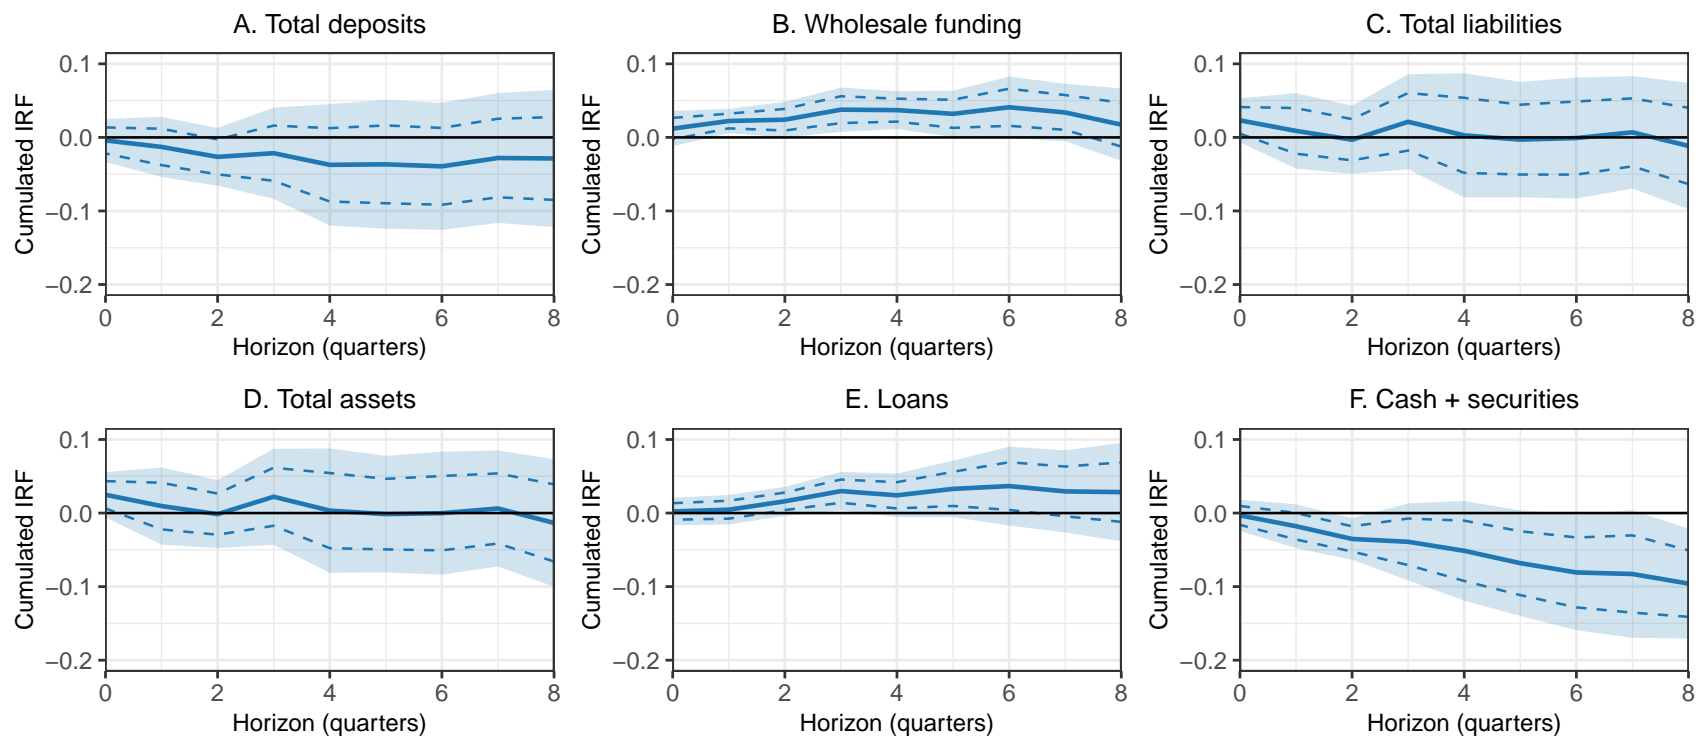 A. Total deposits
Cumulated IRF
0.1
0.0
−0.1
−0.2
0 2 4 6 8
Horizon (quarters)
B. Wholesale funding
Cumulated IRF
0.1
0.0
−0.1
−0.2
0 2 4 6 8
Horizon (quarters)
C. Total liabilities
Cumulated IRF
0.1
0.0
−0.1
−0.2
0 2 4 6 8
Horizon (quarters)
D. Total assets
Cumulated IRF
0.1
0.0
−0.1
−0.2
0 2 4 6 8
Horizon (quarters)
E. Loans
Cumulated IRF
0.1
0.0
−0.1
−0.2
0 2 4 6 8
Horizon (quarters)
F. Cash + securities
Cumulated IRF
0.1
0.0
−0.1
−0.2
0 2 4 6 8
Horizon (quarters)